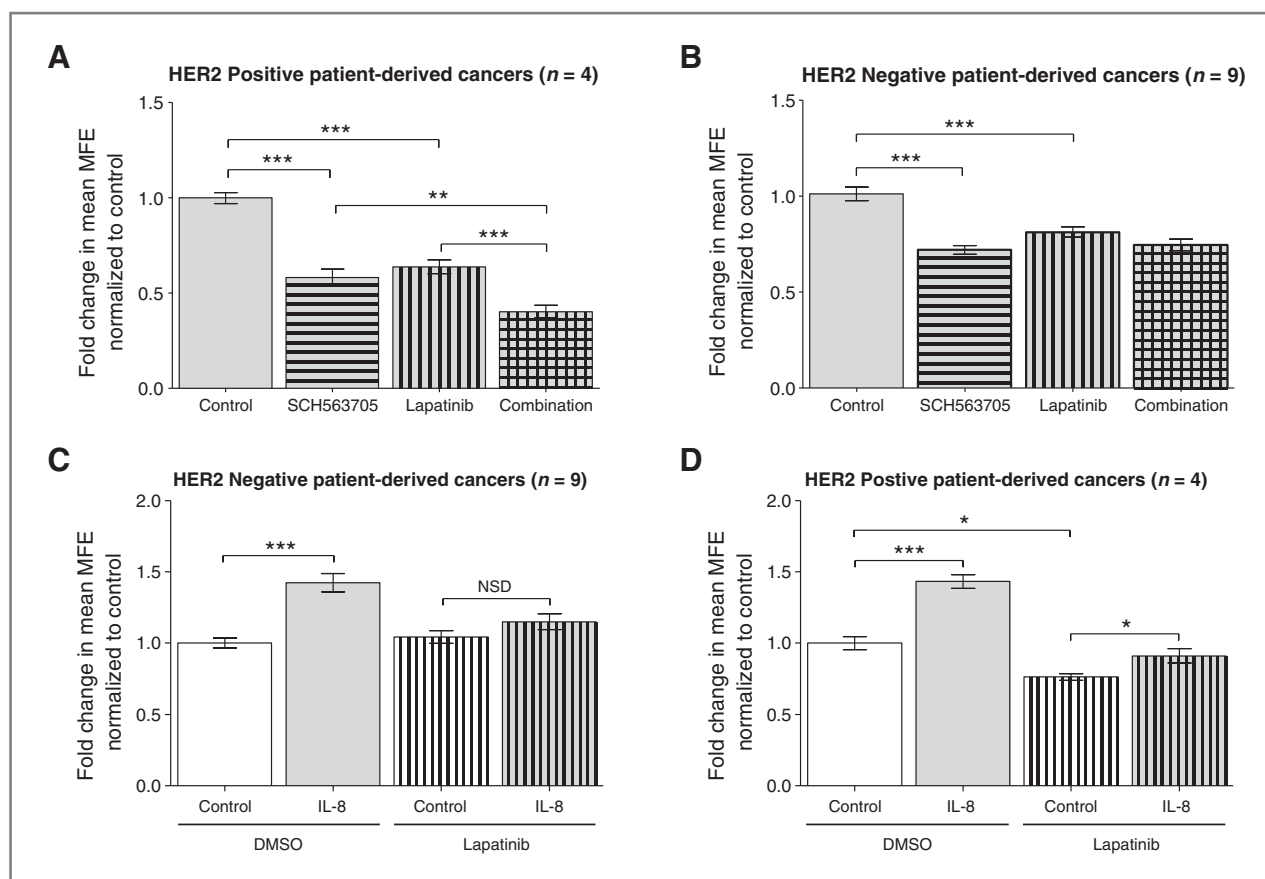 A
HER2 Positive patient-derived cancers (n = 4)
Fold change in mean MFE
normalized to control
1.5
1.0
0.5
0.0
***
***
**
***
Control SCH563705 Lapatinib Combination
B
HER2 Negative patient-derived cancers (n = 9)
Fold change in mean MFE
normalized to control
1.5
1.0
0.5
0.0
***
***
Control SCH563705 Lapatinib Combination
C
HER2 Negative patient-derived cancers (n = 9)
Fold change in mean MFE
normalized to control
2.0
1.5
1.0
0.5
0.0
***
NSD
Control IL-8 Control IL-8
DMSO Lapatinib
D
HER2 Postive patient-derived cancers (n = 4)
Fold change in mean MFE
normalized to control
2.0
1.5
1.0
0.5
0.0
*
***
*
Control IL-8 Control IL-8
DMSO Lapatinib